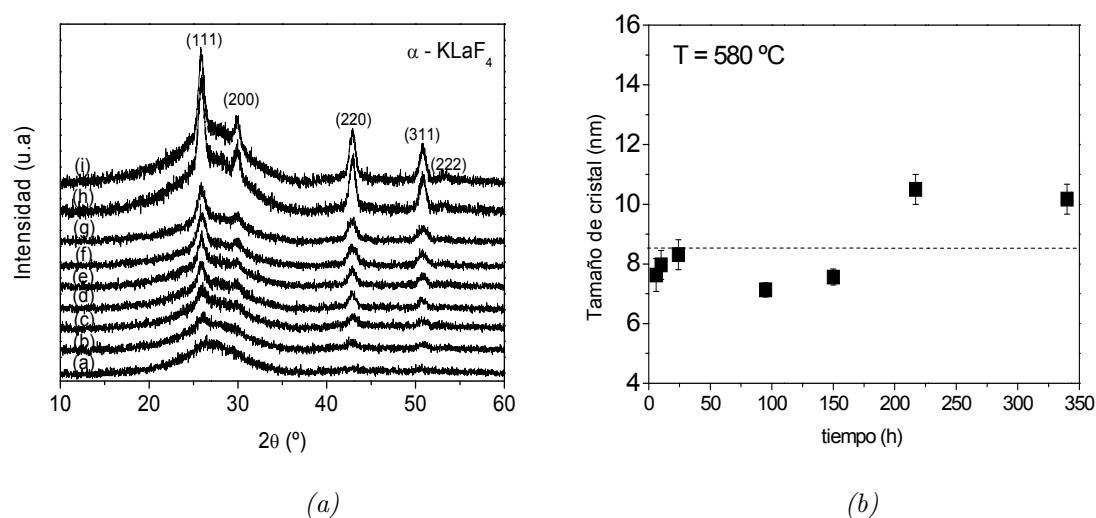 (111)
α - KLaF₄
(200)
(220)
(311)
(222)
(i)
(h)
(g)
(f)
(e)
(d)
(c)
(b)
(a)
Intensidad (u.a)
10 20 30 40 50 60
2θ (º)
(a)
T = 580 ºC
16
14
12
10
8
6
4
Tamaño de cristal (nm)
0 50 100 150 200 250 300 350
tiempo (h)
(b)